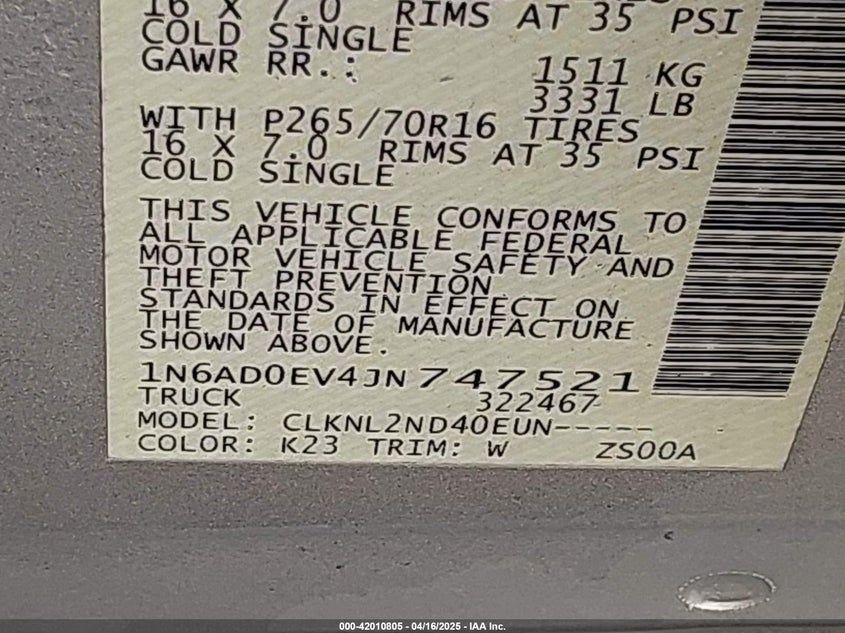 16 X 7.0 RIMS AT 35 PSI
COLD SINGLE
GAWR RR.: 1511 KG
3331 LB
WITH P265/70R16 TIRES
16 X 7.0 RIMS AT 35 PSI
COLD SINGLE
THIS VEHICLE CONFORMS TO
ALL APPLICABLE FEDERAL
MOTOR VEHICLE SAFETY AND
THEFT PREVENTION
STANDARDS IN EFFECT ON
THE DATE OF MANUFACTURE
SHOWN ABOVE.
1N6AD0EV4JN747521
TRUCK 322467
MODEL: CLKNL2ND40EUN-----
COLOR: K23 TRIM: W ZS00A
000-42010805 - 04/16/2025 - IAA Inc.